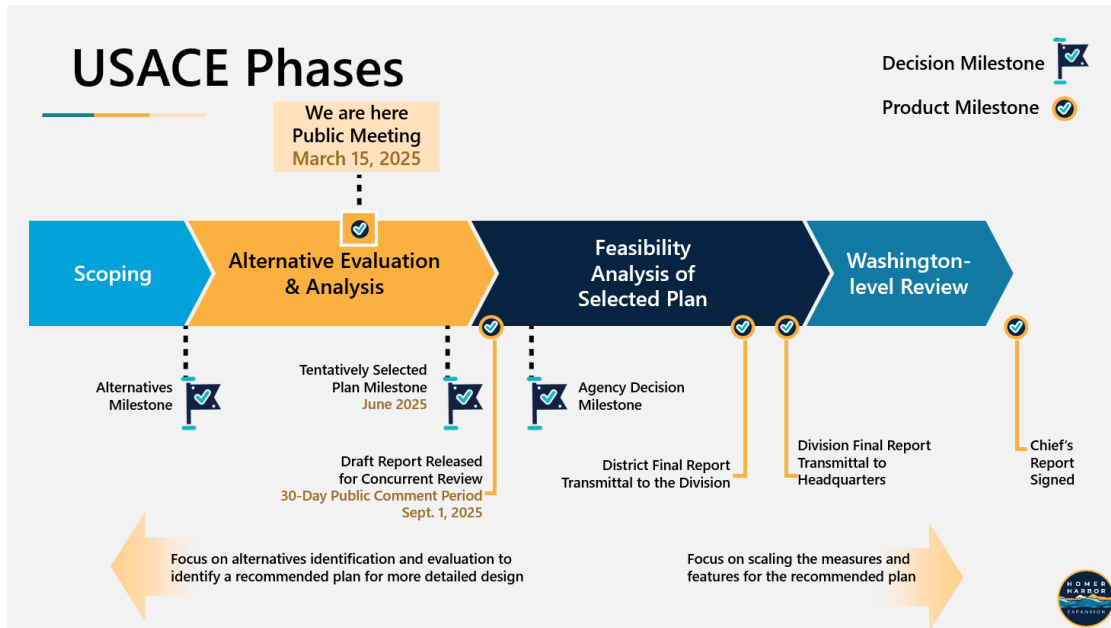 USACE Phases
Decision Milestone
Product Milestone
We are here
Public Meeting
March 15, 2025
Scoping
Alternative Evaluation
& Analysis
Feasibility
Analysis of
Selected Plan
Washington-
level Review
Alternatives
Milestone
Tentatively Selected
Plan Milestone
June 2025
Agency Decision
Milestone
Draft Report Released
for Concurrent Review
30-Day Public Comment Period
Sept. 1, 2025
District Final Report
Transmittal to the Division
Division Final Report
Transmittal to
Headquarters
Chief's
Report
Signed
Focus on alternatives identification and evaluation to
identify a recommended plan for more detailed design
Focus on scaling the measures and
features for the recommended plan
HOMER
HARBOR
EXPANSION